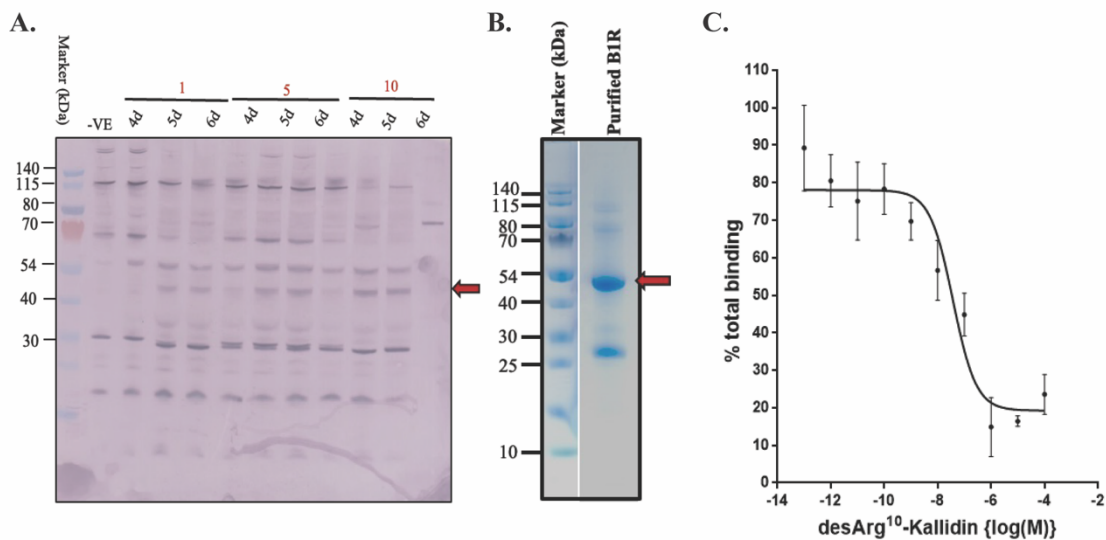 A.
Marker (kDa)
1
5
10
-VE
4d
5d
6d
4d
5d
6d
4d
5d
6d
140
115
80
70
54
40
30
B.
Marker (kDa)
Purified B1R
140
115
80
70
54
40
30
25
10
C.
% total binding
110
100
90
80
70
60
50
40
30
20
10
0
-14
-12
-10
-8
-6
-4
-2
desArg¹⁰-Kallidin {log(M)}